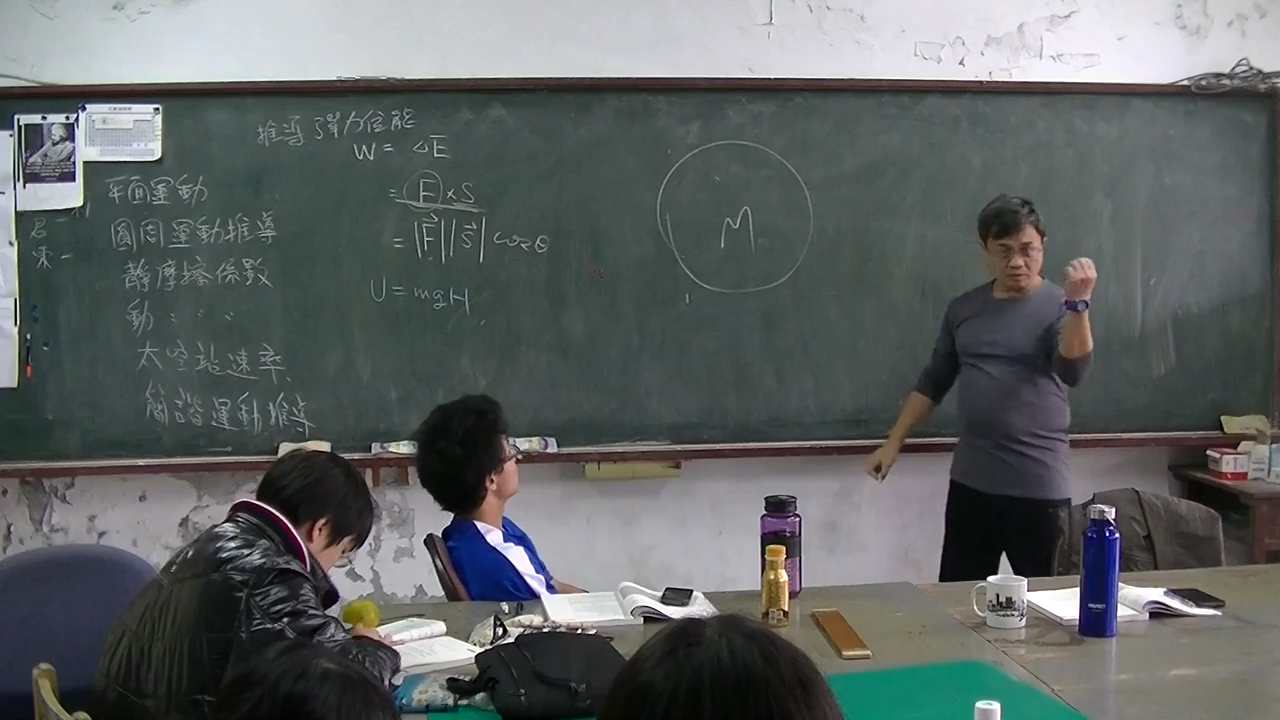 推導彈力位能
W = △E
= F × S
= |F⃗||S⃗| cosθ
U = mgH
M
平面運動
圓周運動推導
靜摩擦係數
動 〃 〃 〃
太空站速率
簡諧運動推導